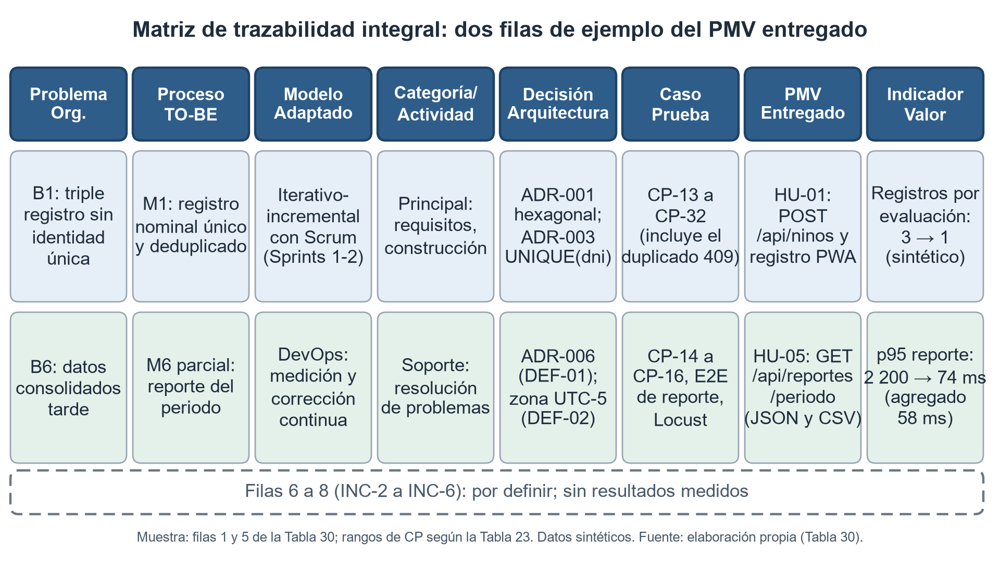 Matriz de trazabilidad integral: dos filas de ejemplo del PMV entregado
Problema
Org.
Proceso
TO-BE
Modelo
Adaptado
Categoría/
Actividad
Decisión
Arquitectura
Caso
Prueba
PMV
Entregado
Indicador
Valor
B1: triple
registro sin
identidad
única
M1: registro
nominal único
y deduplicado
Iterativo-
incremental
con Scrum
(Sprints 1-2)
Principal:
requisitos,
construcción
ADR-001
hexagonal;
ADR-003
UNIQUE(dni)
CP-13 a
CP-32
(incluye el
duplicado 409)
HU-01:
POST
/api/ninos y
registro PWA
Registros por
evaluación:
3 → 1
(sintético)
B6: datos
consolidados
tarde
M6 parcial:
reporte del
periodo
DevOps:
medición y
corrección
continua
Soporte:
resolución
de problemas
ADR-006
(DEF-01);
zona UTC-5
(DEF-02)
CP-14 a
CP-16, E2E
de reporte,
Locust
HU-05: GET
/api/reportes
/periodo
(JSON y CSV)
p95 reporte:
2 200 → 74 ms
(agregado
58 ms)
Filas 6 a 8 (INC-2 a INC-6): por definir; sin resultados medidos
Muestra: filas 1 y 5 de la Tabla 30; rangos de CP según la Tabla 23. Datos sintéticos. Fuente: elaboración propia (Tabla 30).